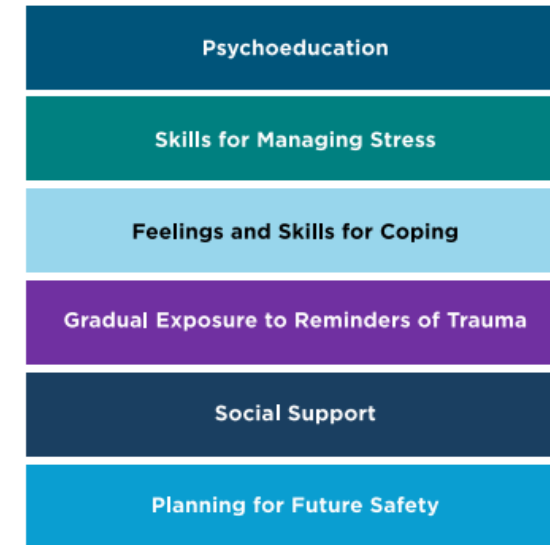 Psychoeducation
Skills for Managing Stress
Feelings and Skills for Coping
Gradual Exposure to Reminders of Trauma
Social Support
Planning for Future Safety